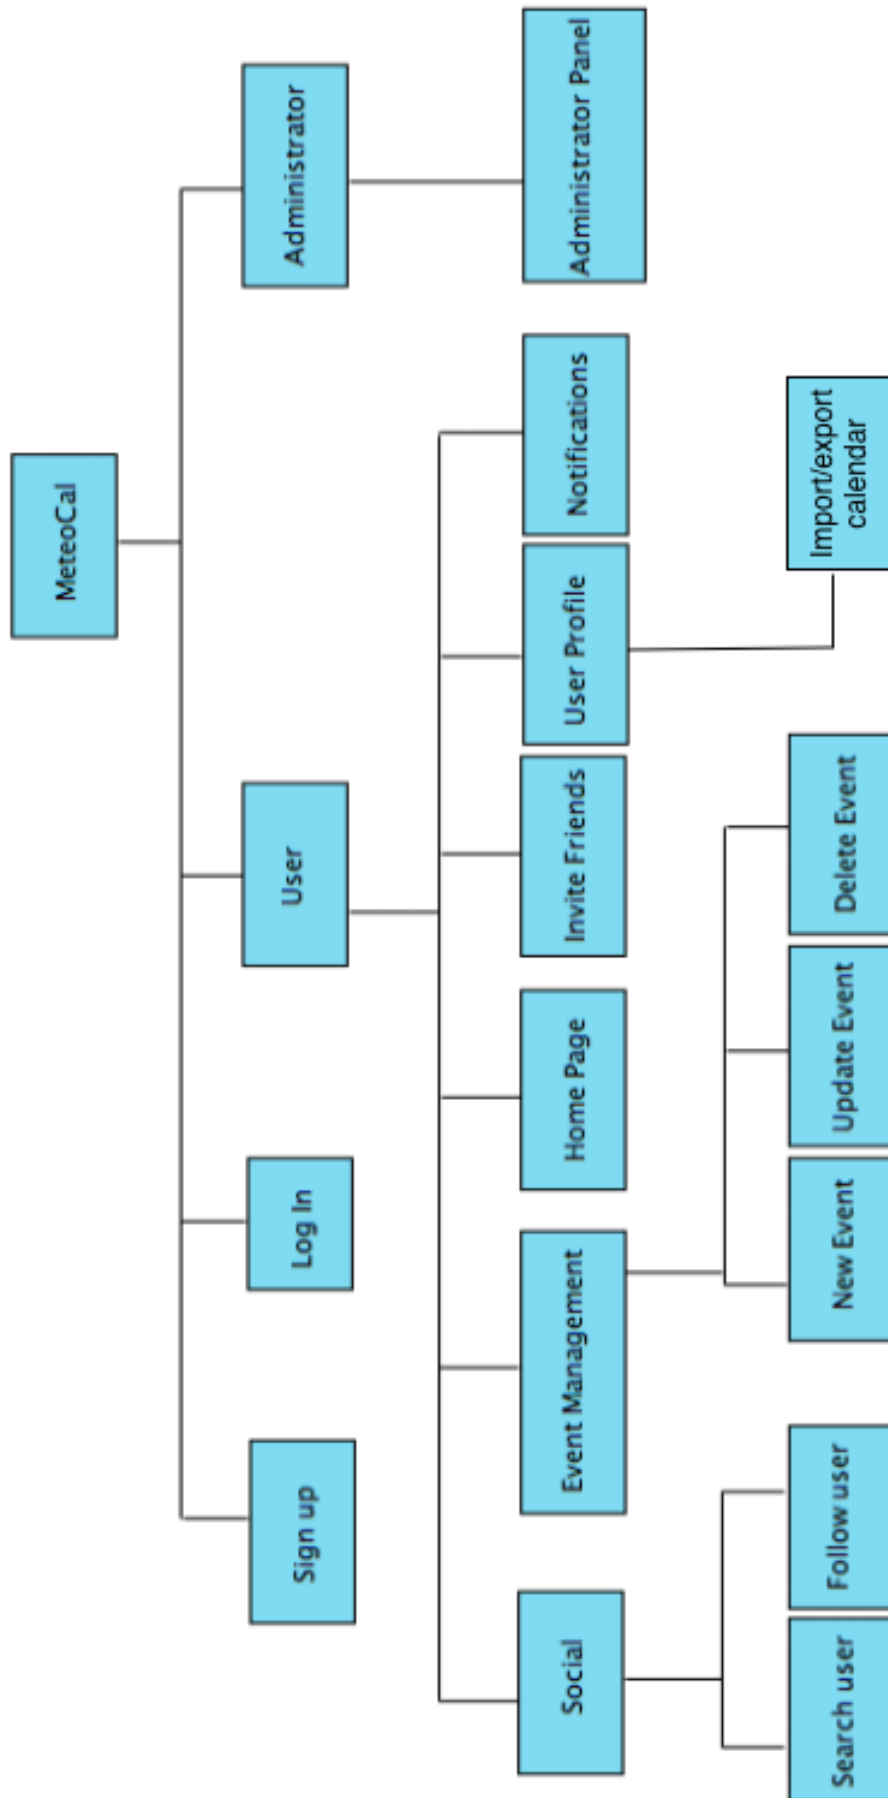 MeteoCal
Sign up
Log In
User
Administrator
Social
Event Management
Home Page
Invite Friends
User Profile
Notifications
Administrator Panel
Search user
Follow user
New Event
Update Event
Delete Event
Import/export
calendar